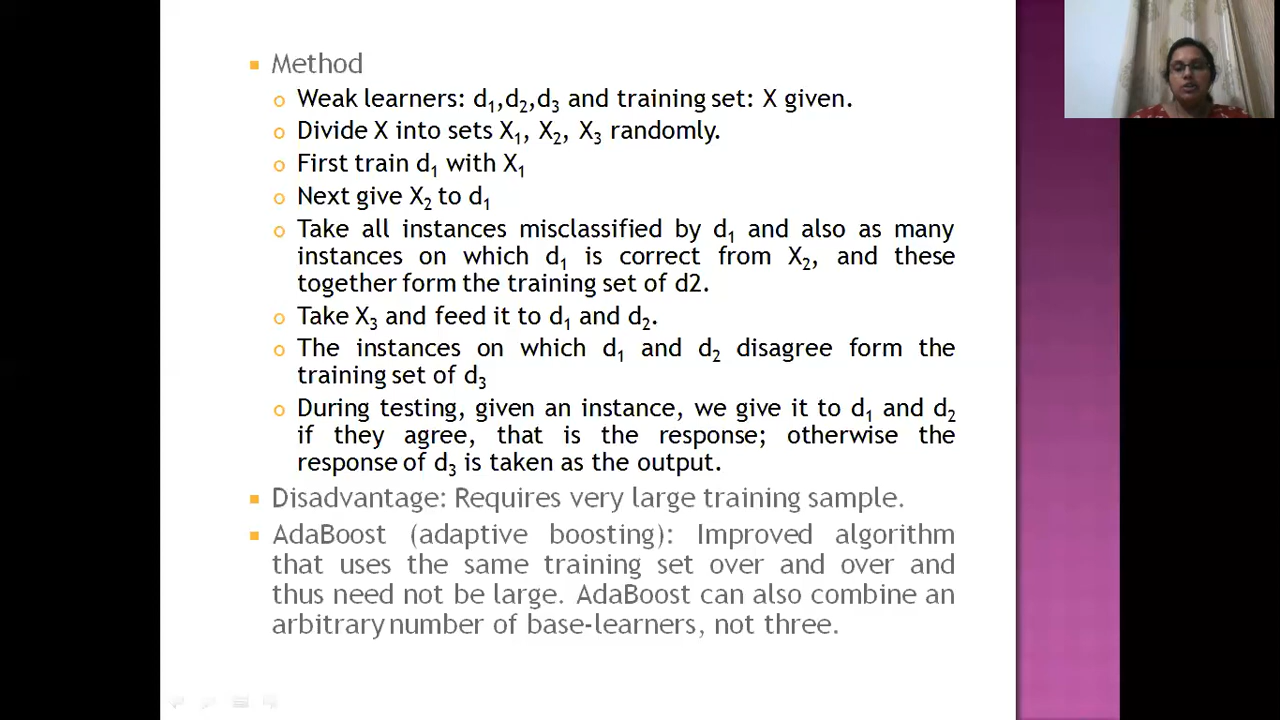 Method
Weak learners: d₁,d₂,d₃ and training set: X given.
Divide X into sets X₁, X₂, X₃ randomly.
First train d₁ with X₁
Next give X₂ to d₁
Take all instances misclassified by d₁ and also as many
instances on which d₁ is correct from X₂, and these
together form the training set of d2.
Take X₃ and feed it to d₁ and d₂.
The instances on which d₁ and d₂ disagree form the
training set of d₃
During testing, given an instance, we give it to d₁ and d₂
if they agree, that is the response; otherwise the
response of d₃ is taken as the output.
Disadvantage: Requires very large training sample.
AdaBoost (adaptive boosting): Improved algorithm
that uses the same training set over and over and
thus need not be large. AdaBoost can also combine an
arbitrary number of base-learners, not three.